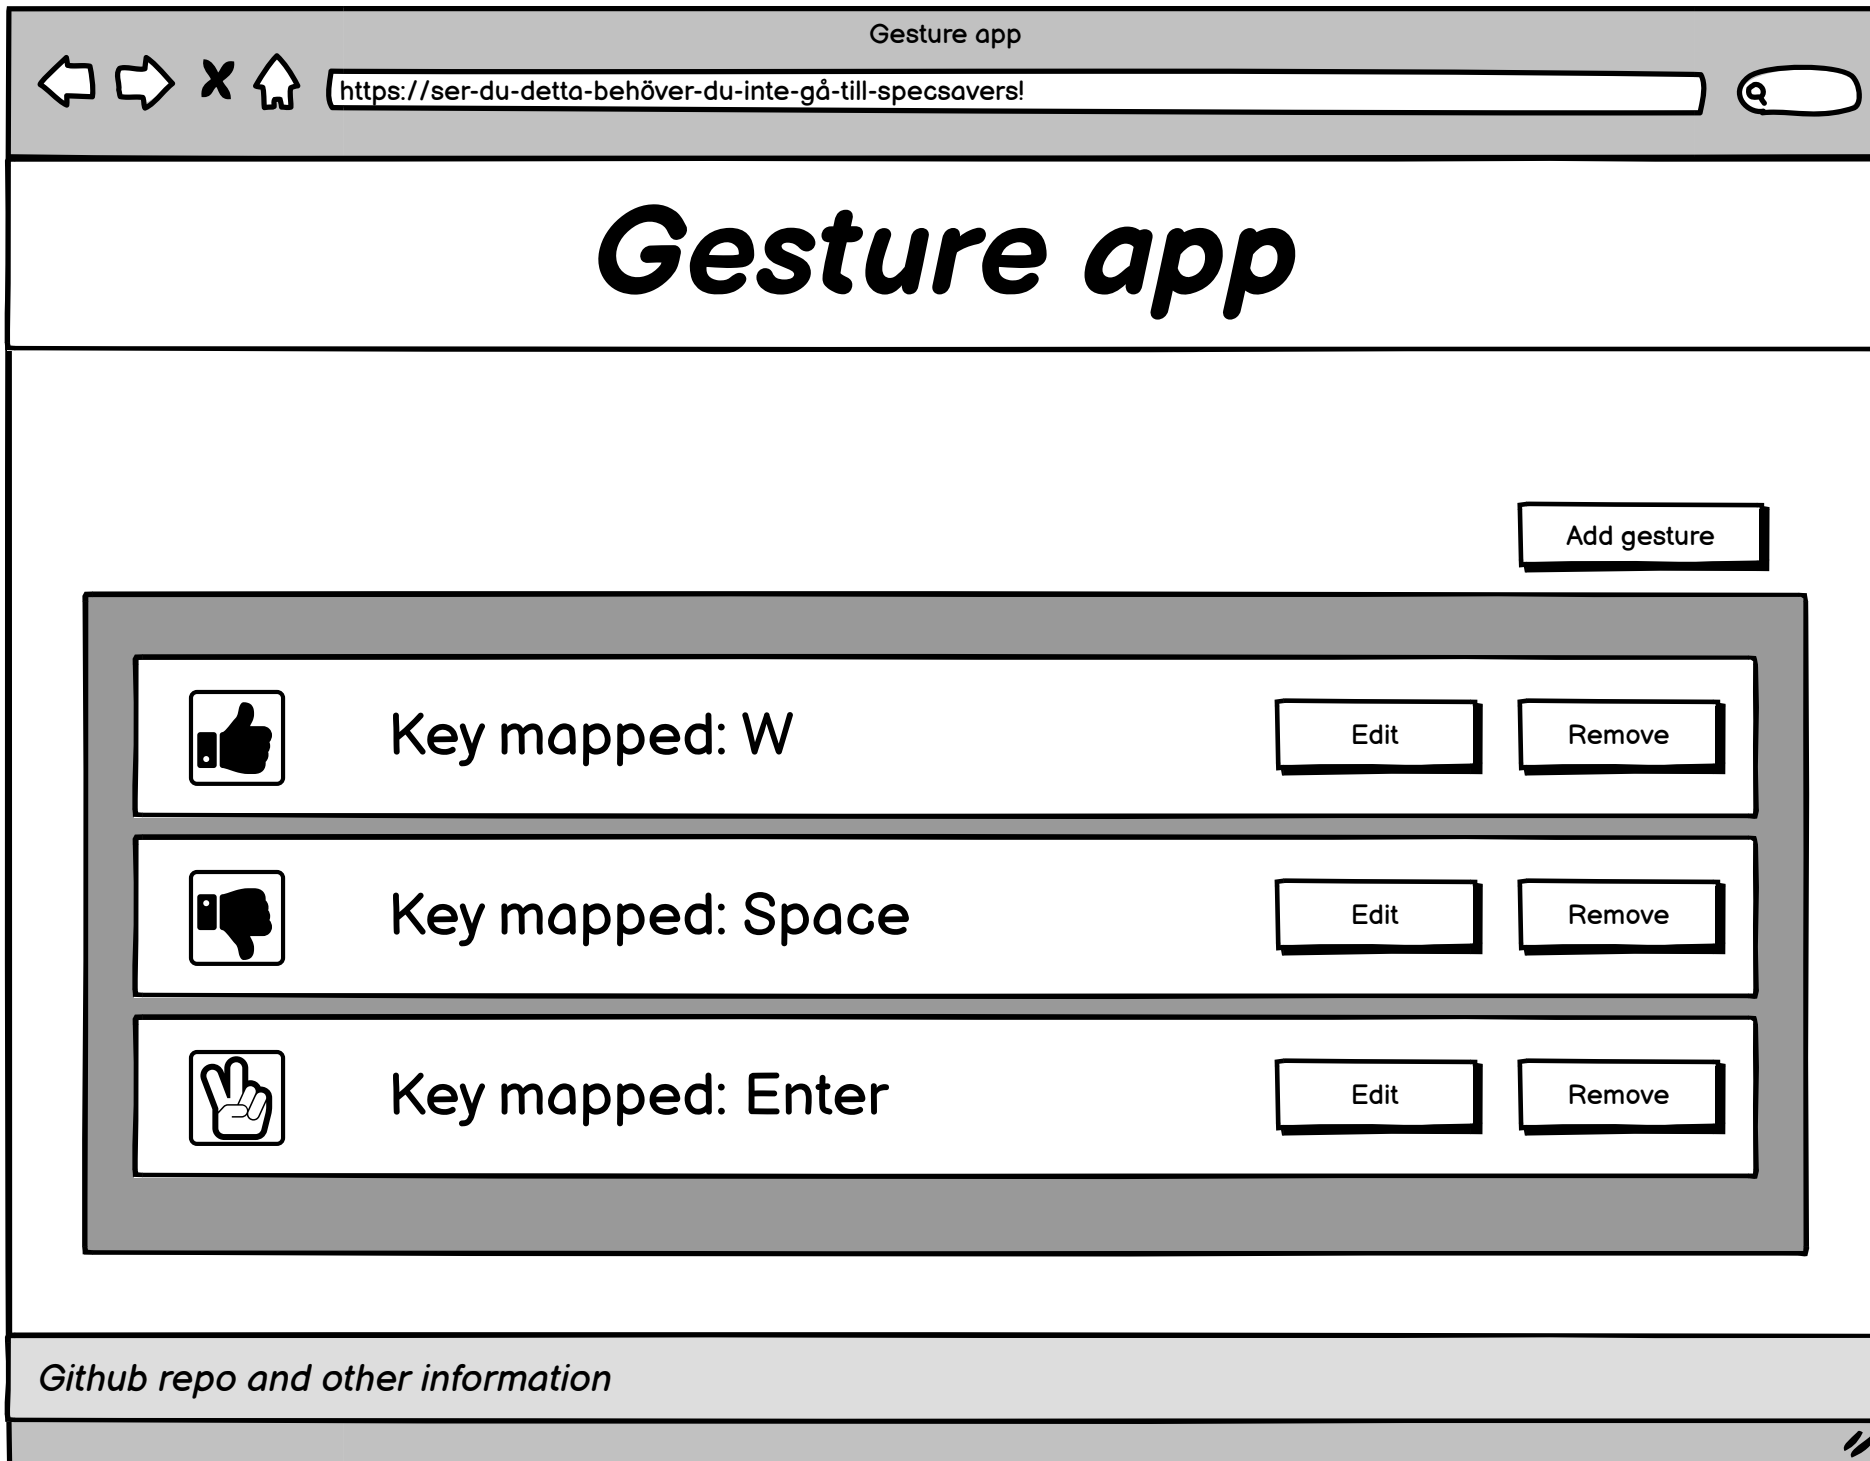 Gesture app
https://ser-du-detta-behöver-du-inte-gå-till-specsavers!
Gesture app
Add gesture
Key mapped: W
Edit
Remove
Key mapped: Space
Edit
Remove
Key mapped: Enter
Edit
Remove
Github repo and other information